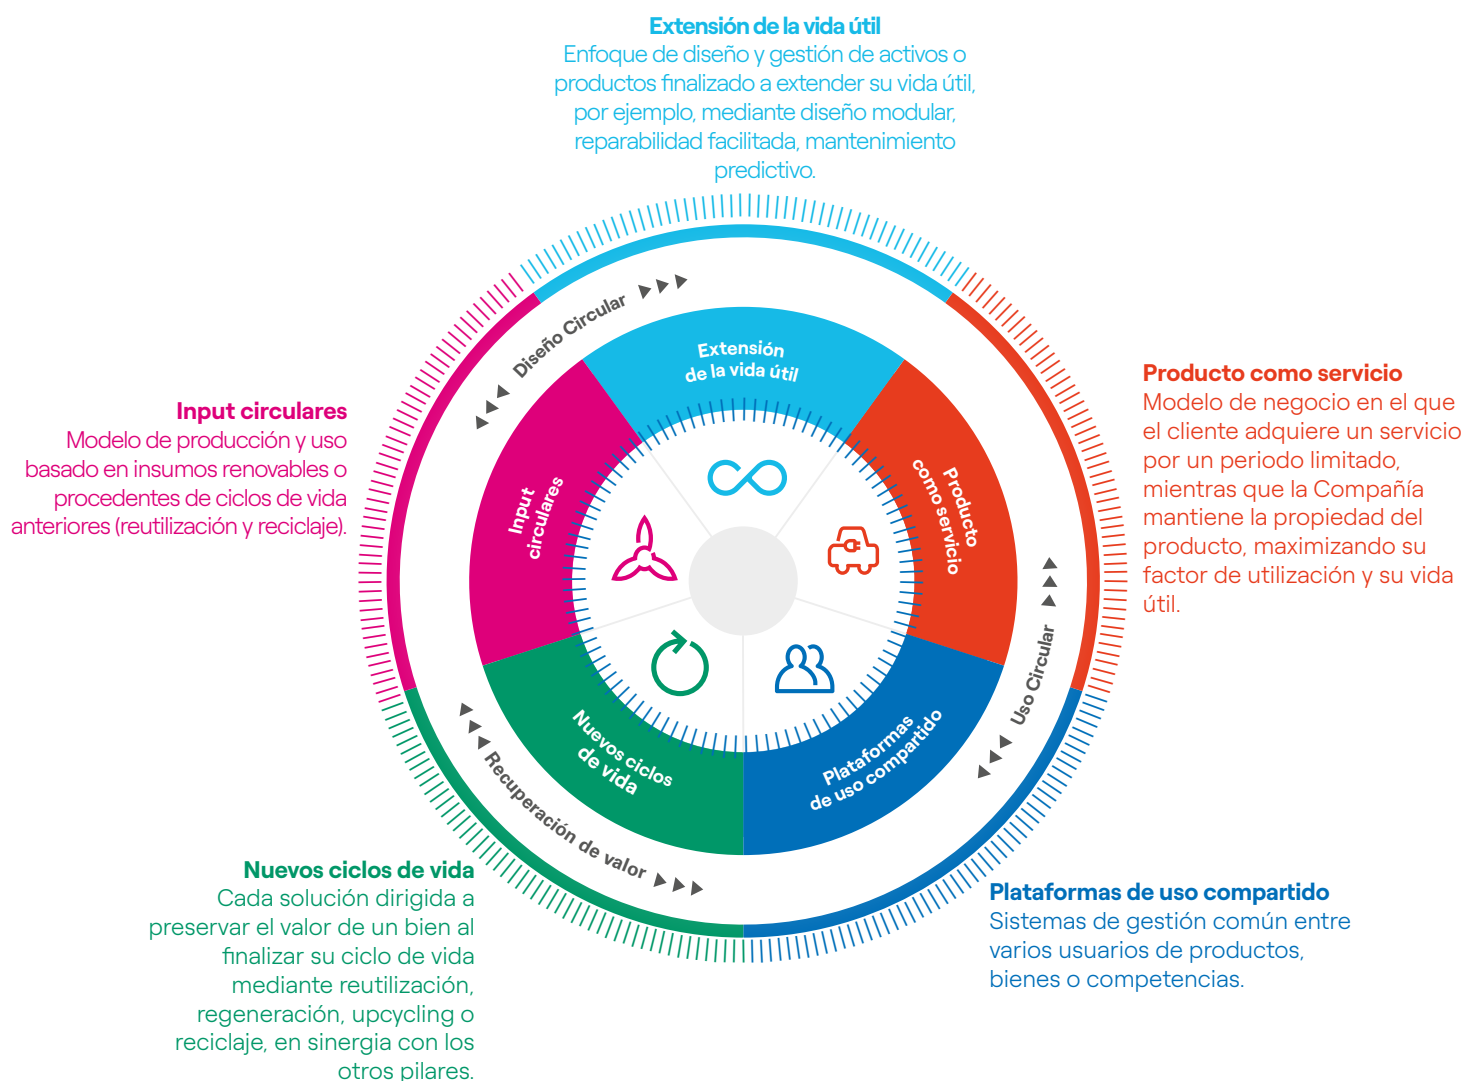 Extensión de la vida útil
Enfoque de diseño y gestión de activos o
productos finalizado a extender su vida útil,
por ejemplo, mediante diseño modular,
reparabilidad facilitada, mantenimiento
predictivo.
Diseño Circular
Extensión
de la vida útil
Input circulares
Modelo de producción y uso
basado en insumos renovables o
procedentes de ciclos de vida
anteriores (reutilización y reciclaje).
Input
circulares
Producto
como servicio
Producto como servicio
Modelo de negocio en el que
el cliente adquiere un servicio
por un periodo limitado,
mientras que la Compañía
mantiene la propiedad del
producto, maximizando su
factor de utilización y su vida
útil.
Uso Circular
Nuevos ciclos
de vida
Plataformas
de uso compartido
Recuperación de valor
Nuevos ciclos de vida
Cada solución dirigida a
preservar el valor de un bien al
finalizar su ciclo de vida
mediante reutilización,
regeneración, upcycling o
reciclaje, en sinergia con los
otros pilares.
Plataformas de uso compartido
Sistemas de gestión común entre
varios usuarios de productos,
bienes o competencias.